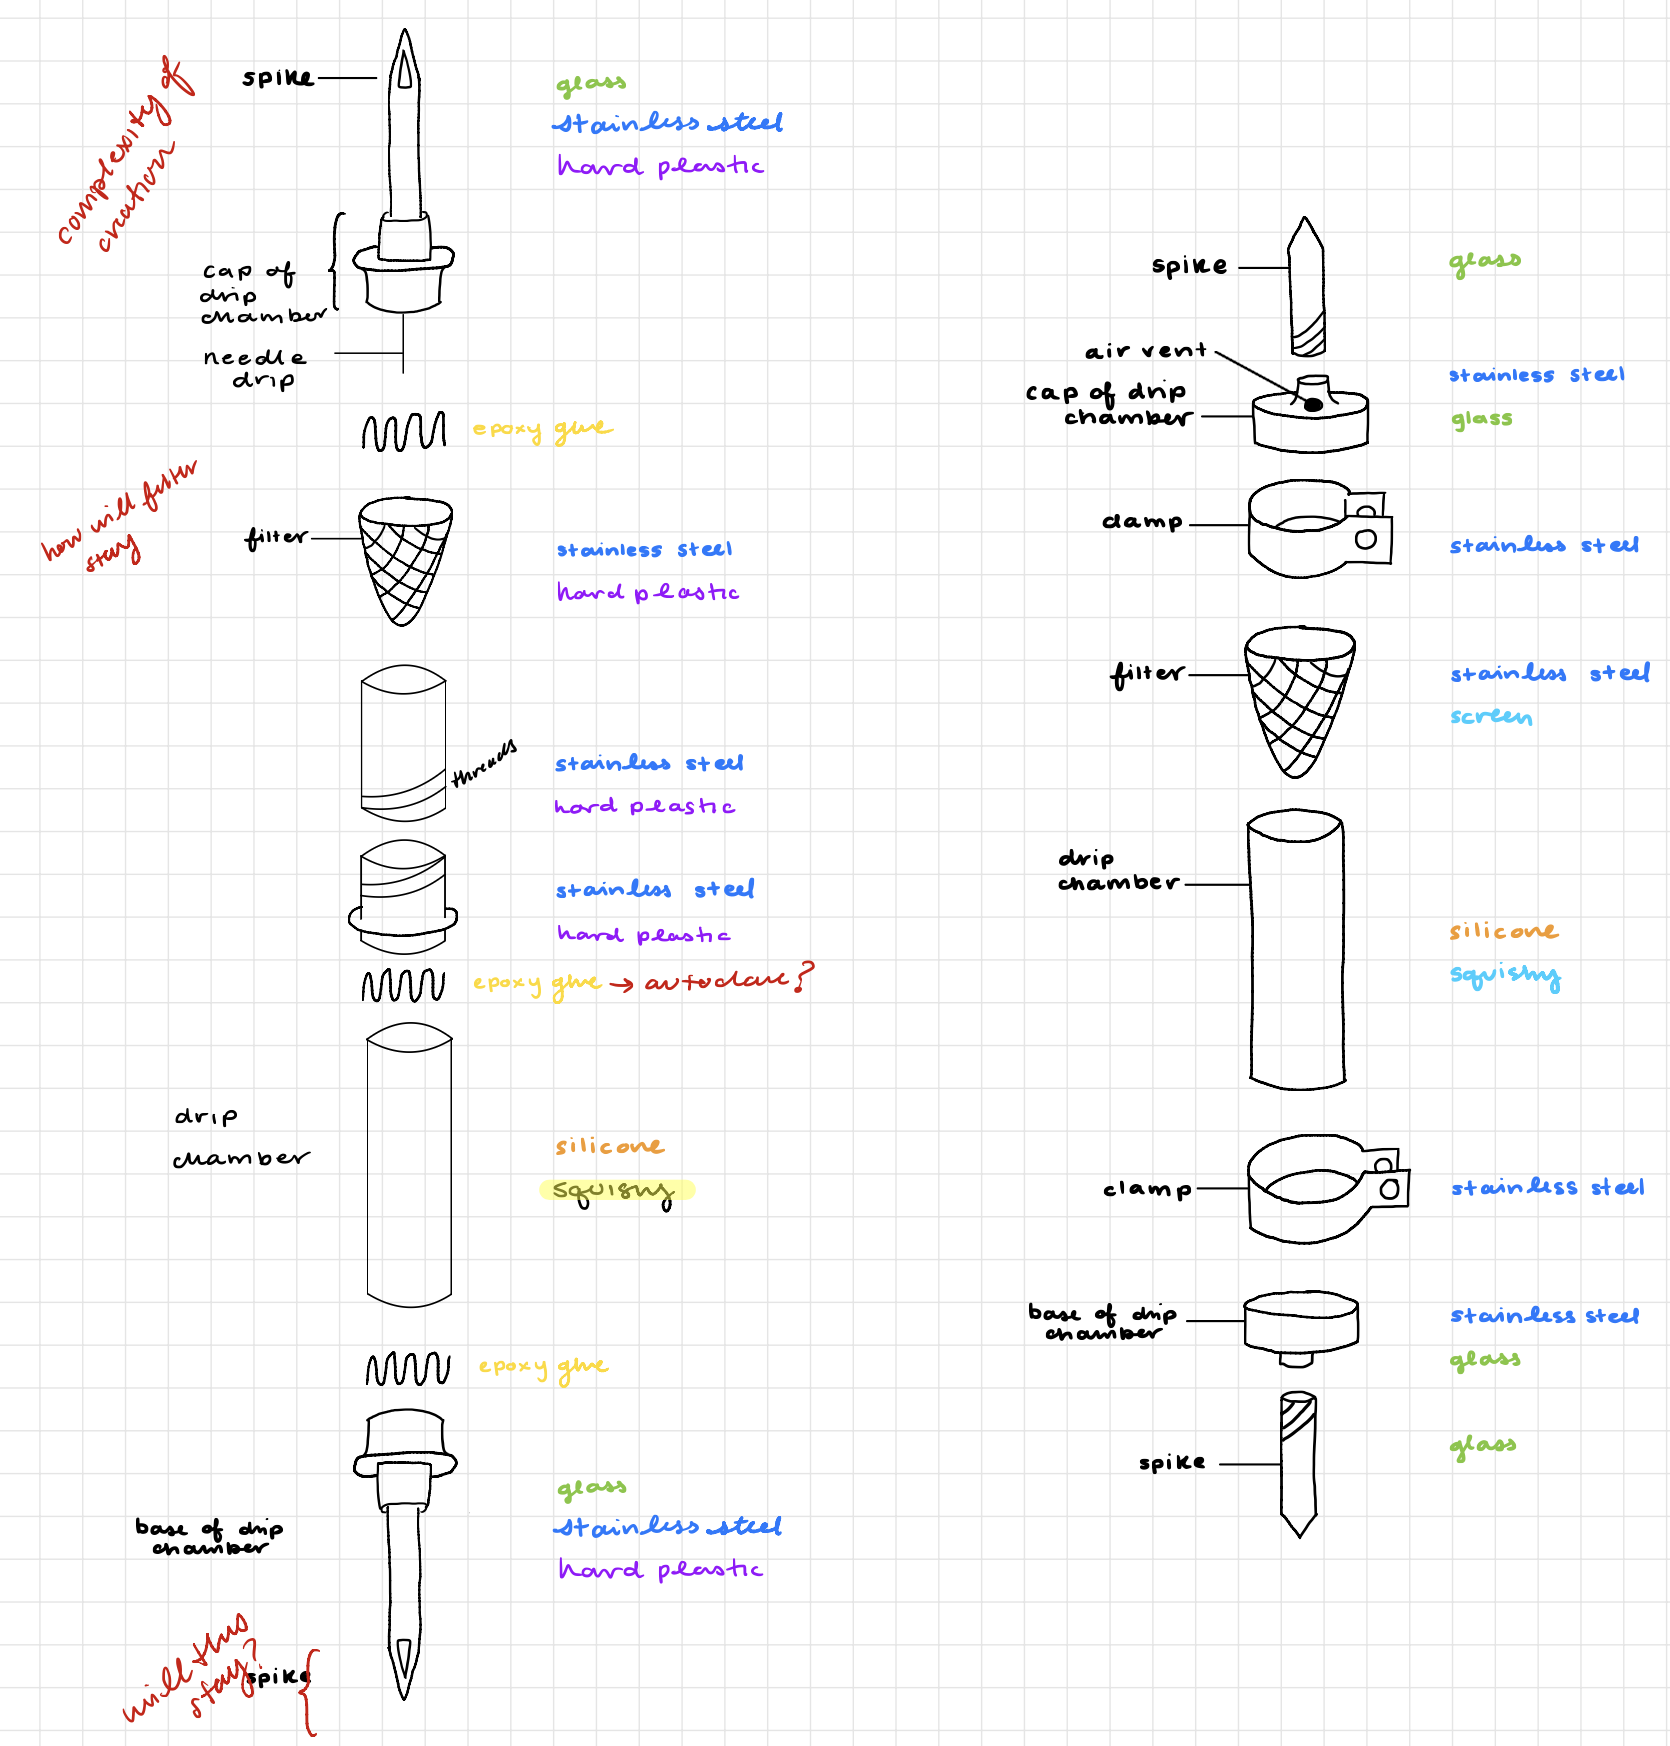 complexity of
creation
spike
glass
stainless steel
hard plastic
cap of
drip
chamber
needle
drip
epoxy glue
how will filter
stay
filter
stainless steel
hard plastic
threads
stainless steel
hard plastic
stainless steel
hard plastic
epoxy glue → autoclave?
drip
chamber
silicone
squishy
epoxy glue
glass
stainless steel
hard plastic
base of drip
chamber
will this
stay?
spike
spike
glass
air vent
cap of drip
chamber
stainless steel
glass
clamp
stainless steel
filter
stainless steel
screen
drip
chamber
silicone
squishy
clamp
stainless steel
base of drip
chamber
stainless steel
glass
spike
glass